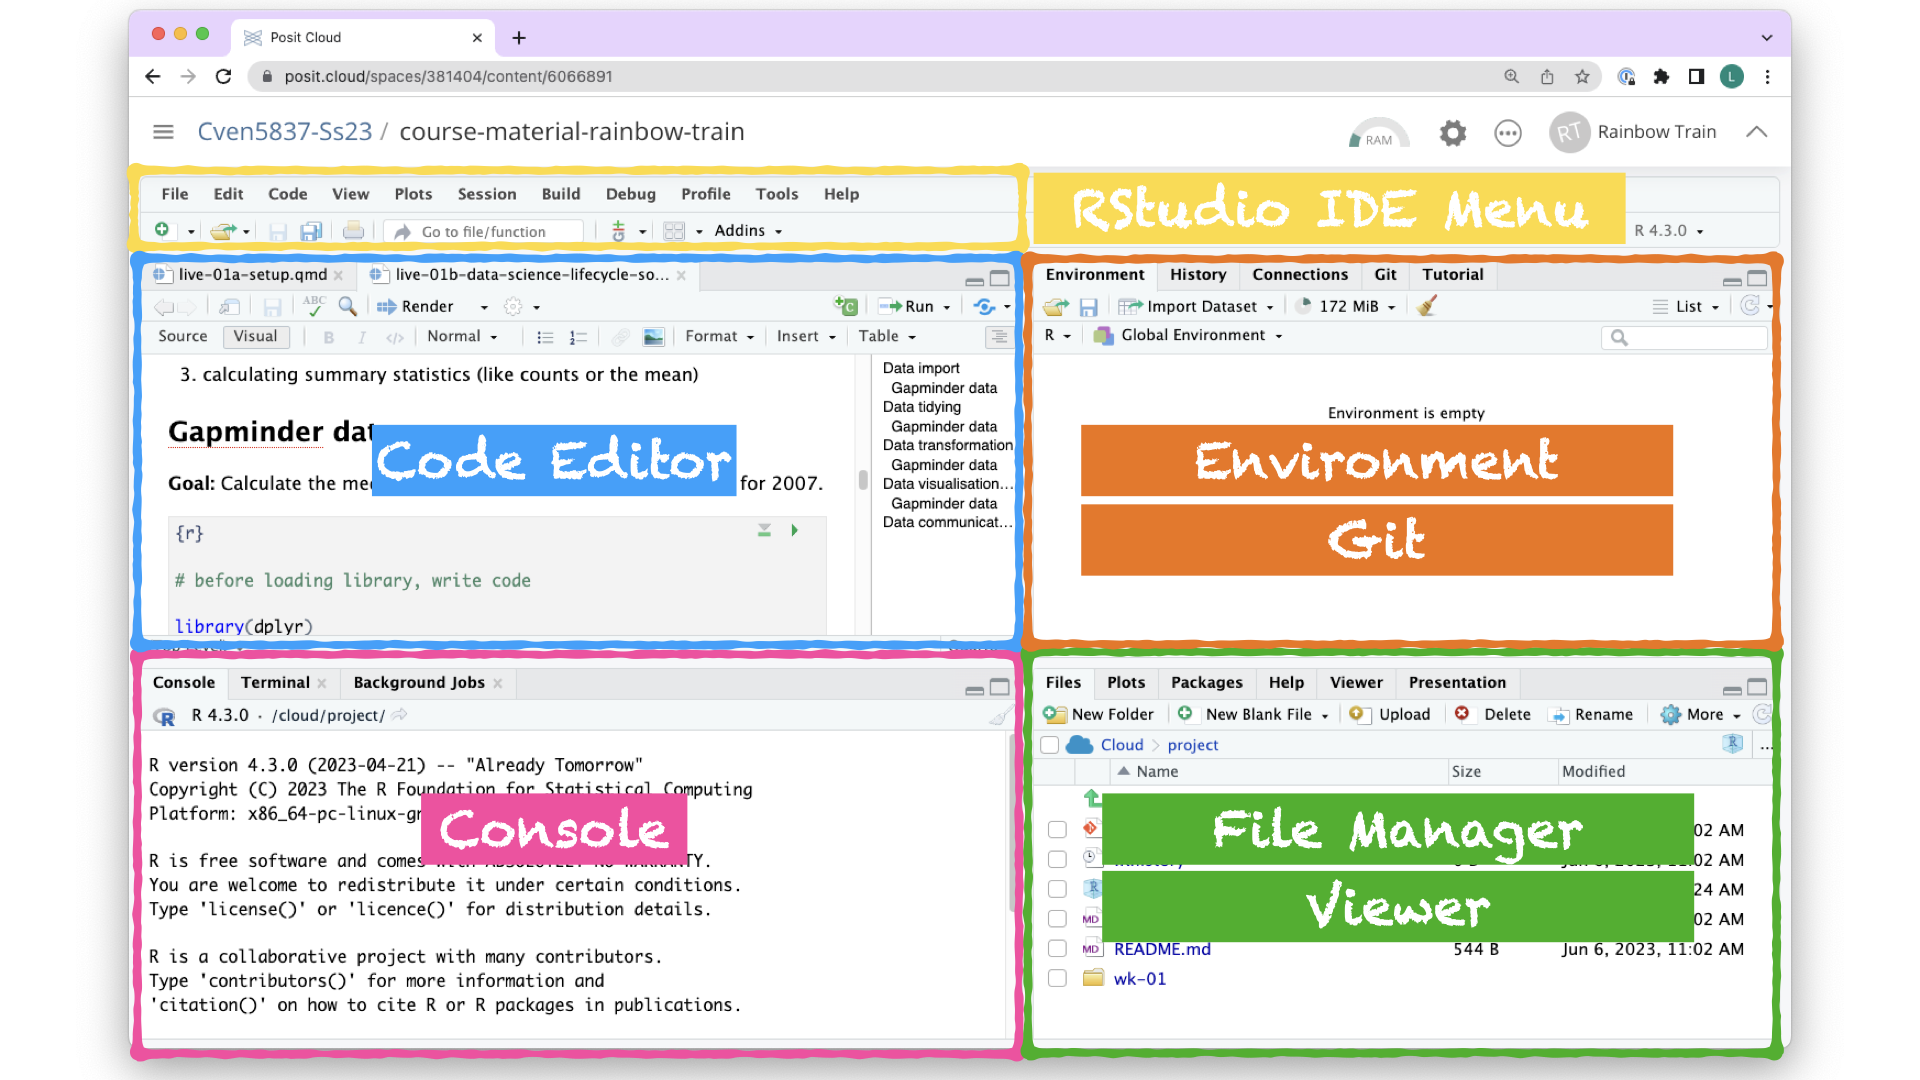 Posit Cloud
posit.cloud/spaces/381404/content/6066891
L
Cven5837-Ss23 / course-material-rainbow-train
RAM
RT
Rainbow Train
File Edit Code View Plots Session Build Debug Profile Tools Help
RStudio IDE Menu
Go to file/function
Addins
R 4.3.0
live-01a-setup.qmd
live-01b-data-science-lifecycle-so...
ABC
Render
Run
Source Visual B I </> Normal Format Insert Table
3. calculating summary statistics (like counts or the mean)
Gapminder dat
Code Editor
Goal: Calculate the me
for 2007.
{r}
# before loading library, write code
library(dplyr)
Data import
Gapminder data
Data tidying
Gapminder data
Data transformation
Gapminder data
Data visualisation...
Gapminder data
Data communicat...
Environment History Connections Git Tutorial
Import Dataset 172 MiB List
R Global Environment
Environment is empty
Environment
Git
Console Terminal Background Jobs
R 4.3.0 · /cloud/project/
R version 4.3.0 (2023-04-21) -- "Already Tomorrow"
Copyright (C) 2023 The R Foundation for Statistical Computing
Platform: x86_64-pc-linux-gn
Console
R is free software and comes with ABSOLUTELY NO WARRANTY.
You are welcome to redistribute it under certain conditions.
Type 'license()' or 'licence()' for distribution details.
R is a collaborative project with many contributors.
Type 'contributors()' for more information and
'citation()' on how to cite R or R packages in publications.
Files Plots Packages Help Viewer Presentation
New Folder New Blank File Upload Delete Rename More
Cloud project
R ...
Name Size Modified
File Manager
02 AM
Jun 6, 2023, 11:02 AM
Viewer
24 AM
MD
02 AM
MD README.md 544 B Jun 6, 2023, 11:02 AM
wk-01